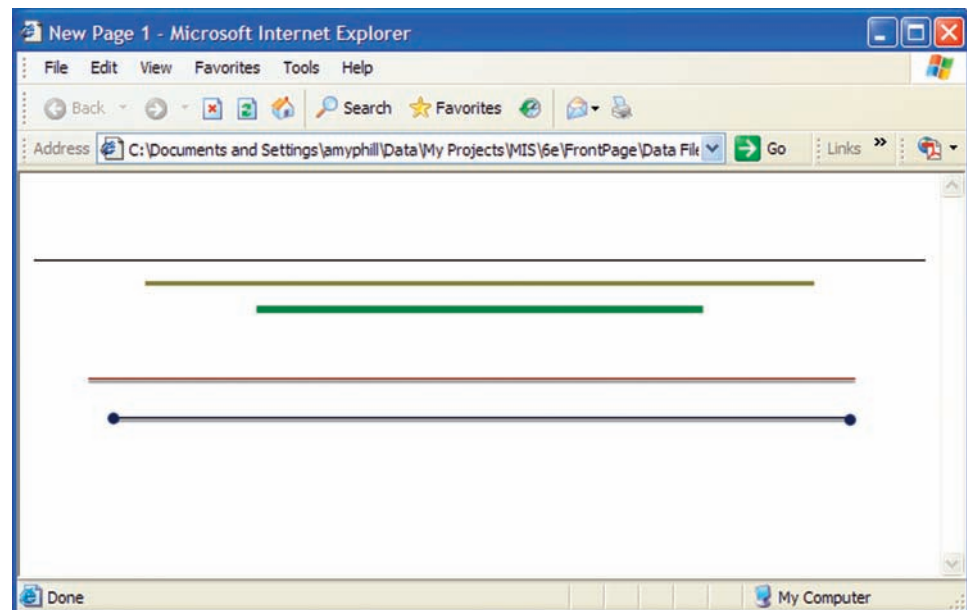 New Page 1 - Microsoft Internet Explorer
File Edit View Favorites Tools Help
Back Search Favorites
Address C:\Documents and Settings\amyphill\Data\My Projects\MIS\6e\FrontPage\Data File Go Links »
Done My Computer